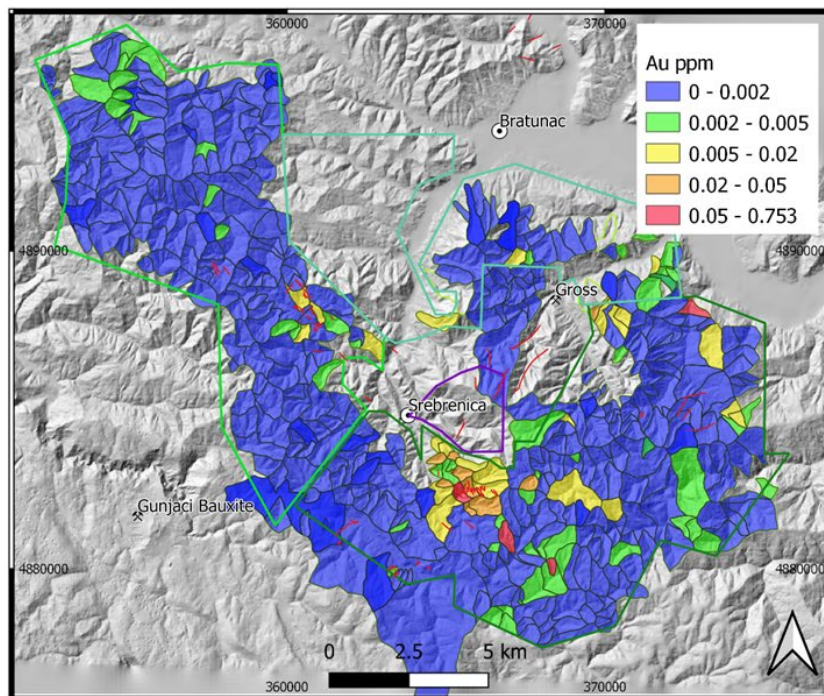 360000
370000
Au ppm
0 - 0.002
0.002 - 0.005
0.005 - 0.02
0.02 - 0.05
0.05 - 0.753
Bratunac
4890000
4890000
Gross
Srebrenica
Gunjaci Bauxite
4880000
4880000
0 2.5 5 km
360000
370000